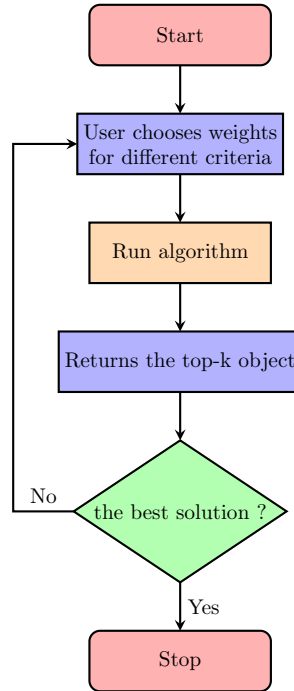 Start
User chooses weights
for different criteria
Run algorithm
Returns the top-k object
the best solution ?
No
Yes
Stop